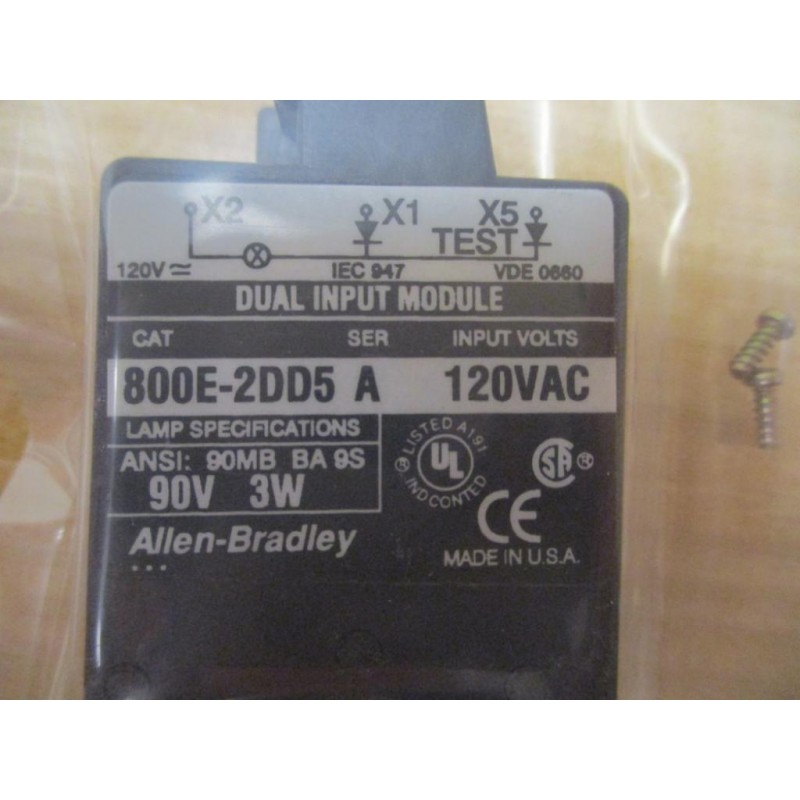 X2 X1 X5
TEST
120V IEC 947 VDE 0660
DUAL INPUT MODULE
CAT SER INPUT VOLTS
800E-2DD5 A 120VAC
LAMP SPECIFICATIONS
ANSI: 90MB BA 9S
90V 3W
LISTED A191
UL
IND CONT EQ
SA
CE
Allen-Bradley
MADE IN U.S.A.